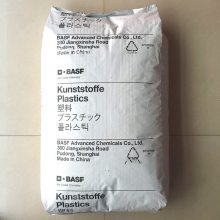 BASF Advanced Chemicals Co., Ltd.
300 Jiangxinsha Road
Pudong, Shanghai
Made in China
BASF
Kunststoffe
Plastics
塑料
プラスチック
플라스틱
BASF Advanced Chemicals Co., Ltd.
300 Jiangxinsha Road
Pudong, Shanghai
Made in China
BASF
Kunststoffe
Plastics